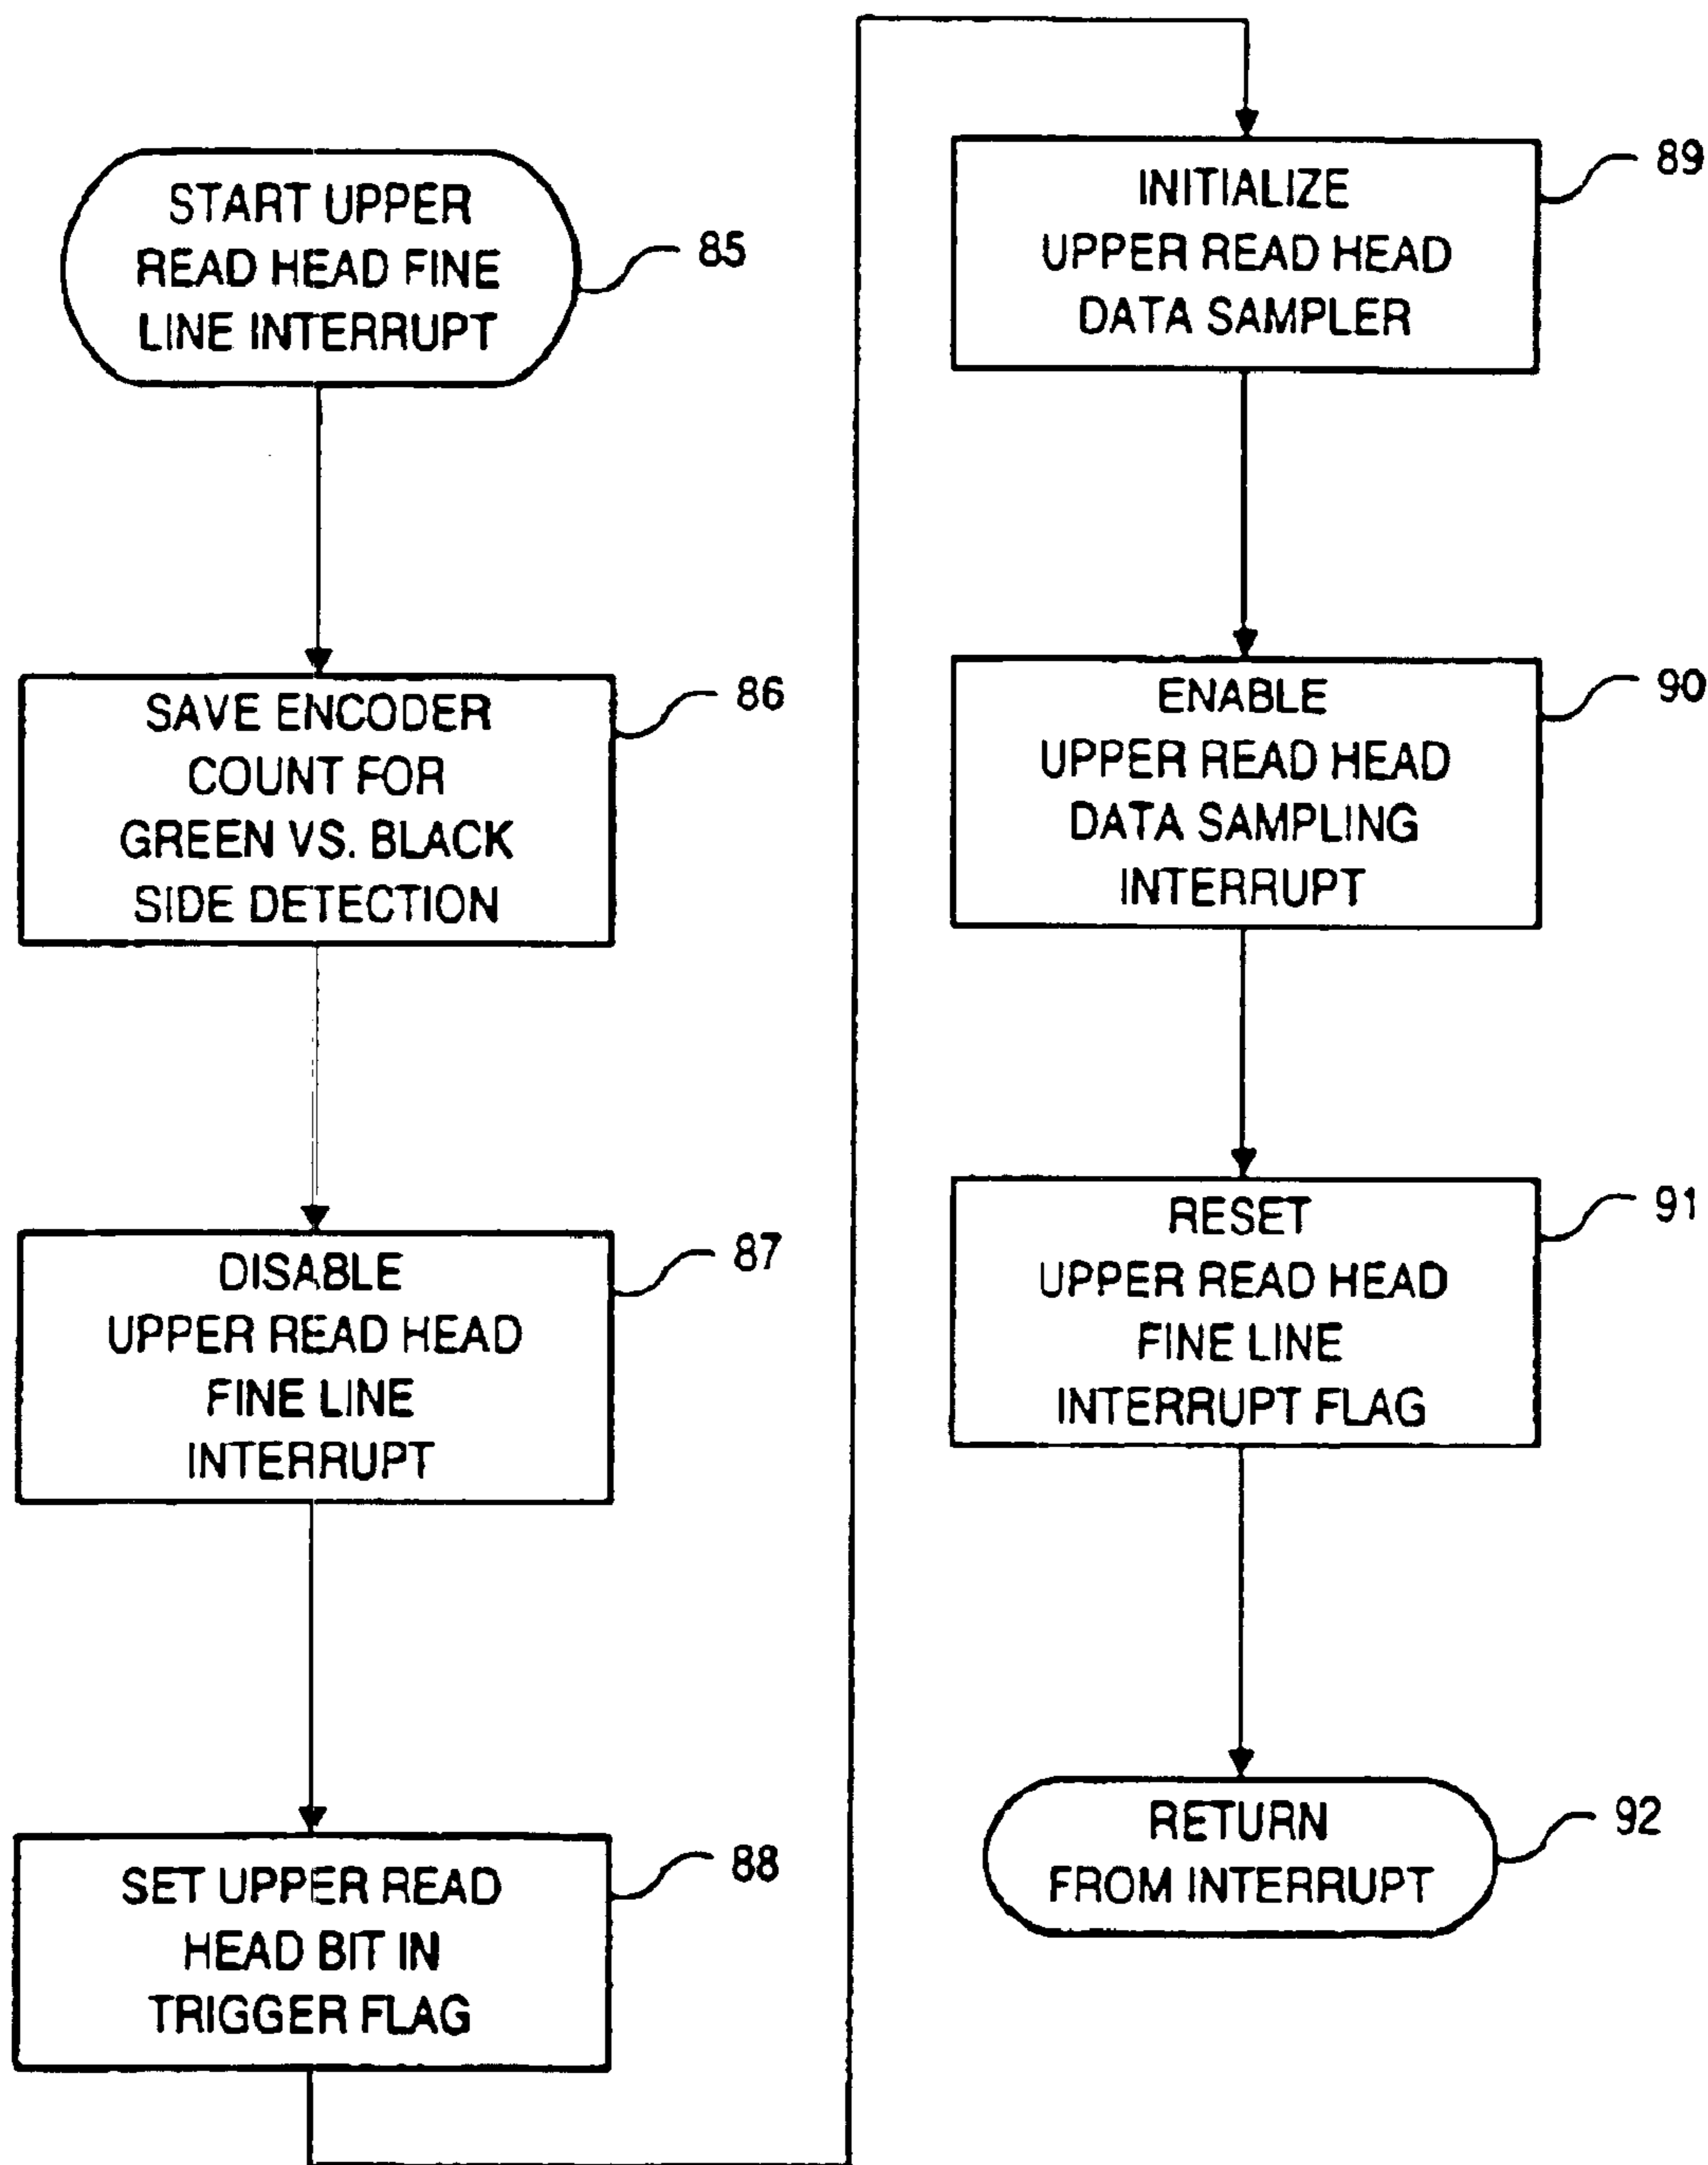 START UPPER
READ HEAD FINE
LINE INTERRUPT
85
SAVE ENCODER
COUNT FOR
GREEN VS. BLACK
SIDE DETECTION
86
DISABLE
UPPER READ HEAD
FINE LINE
INTERRUPT
87
SET UPPER READ
HEAD BIT IN
TRIGGER FLAG
88
INITIALIZE
UPPER READ HEAD
DATA SAMPLER
89
ENABLE
UPPER READ HEAD
DATA SAMPLING
INTERRUPT
90
RESET
UPPER READ HEAD
FINE LINE
INTERRUPT FLAG
91
RETURN
FROM INTERRUPT
92